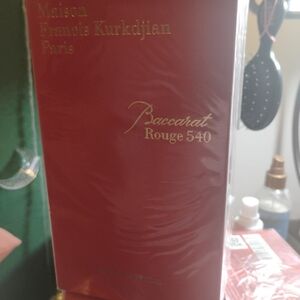 Maison
Francis Kurkdjian
Paris
Baccarat
Rouge 540